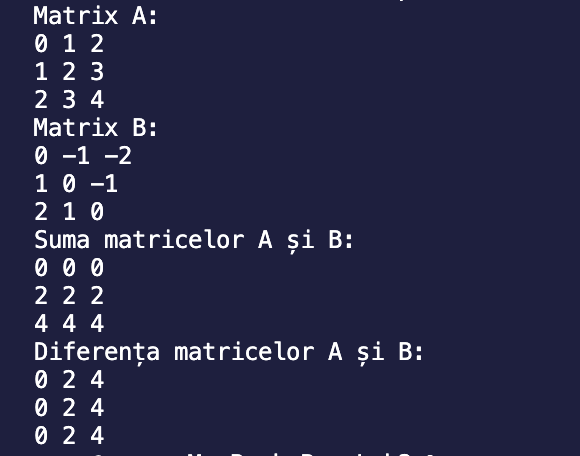 Matrix A:
0 1 2
1 2 3
2 3 4
Matrix B:
0 -1 -2
1 0 -1
2 1 0
Suma matricelor A și B:
0 0 0
2 2 2
4 4 4
Diferența matricelor A și B:
0 2 4
0 2 4
0 2 4